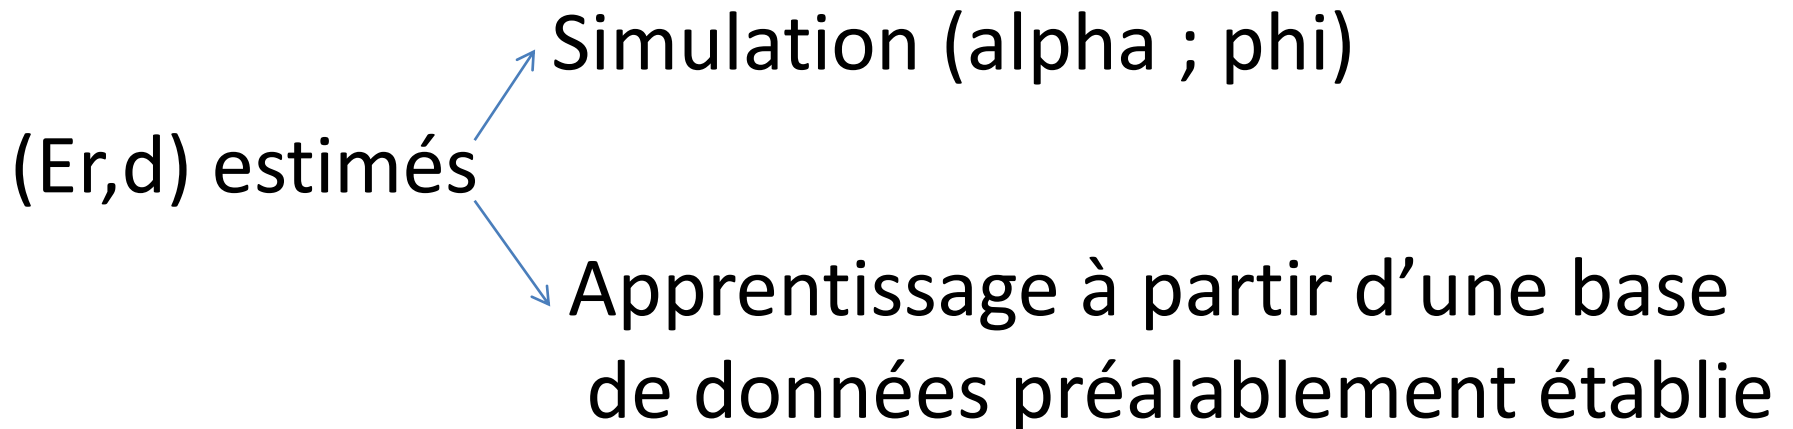 Simulation (alpha ; phi)
(Er,d) estimés
Apprentissage à partir d’une base
de données préalablement établie